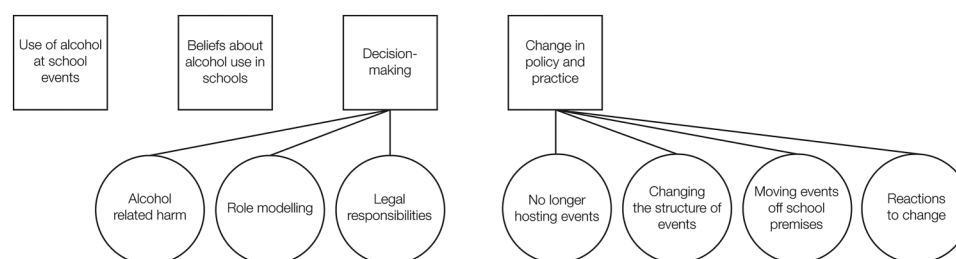 Use of alcohol
at school
events
Beliefs about
alcohol use in
schools
Decision-
making
Change in
policy and
practice
Alcohol
related harm
Role modelling
Legal
responsibilities
No longer
hosting events
Changing
the structure of
events
Moving events
off school
premises
Reactions
to change